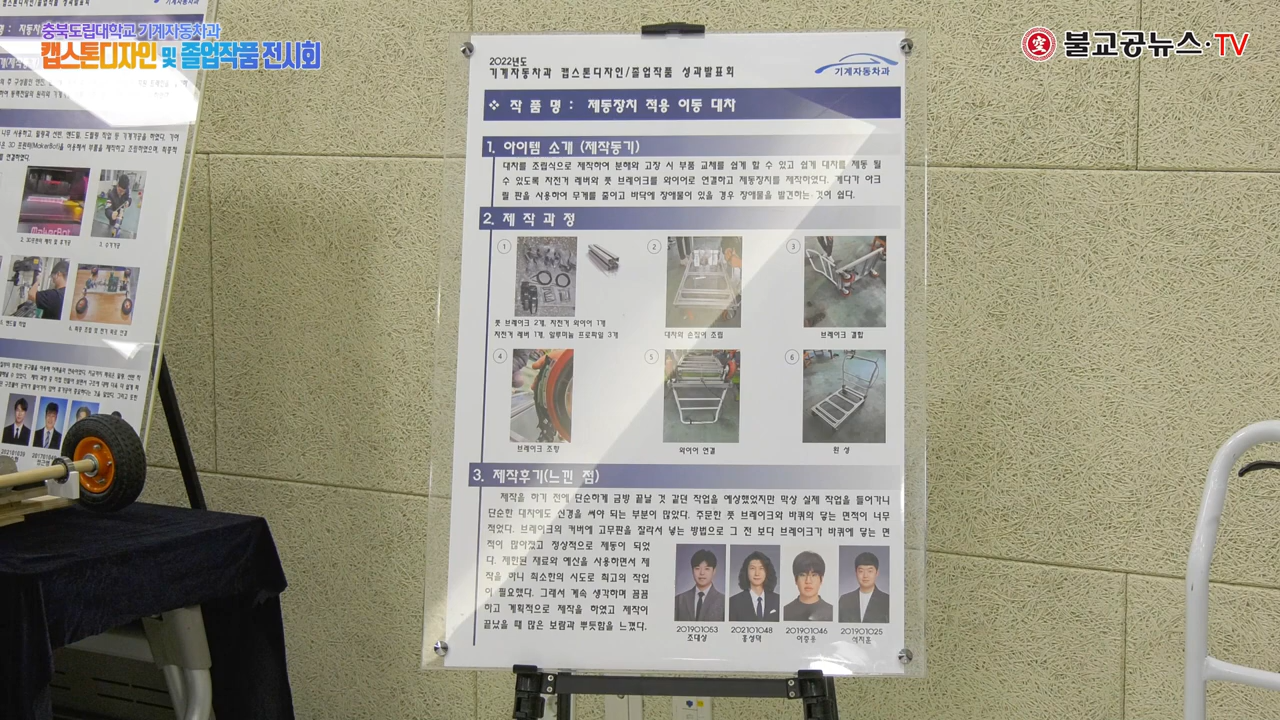 충북도립대학교 기계자동차과
캡스톤디자인 및 졸업작품 전시회
불교공뉴스·TV
2022년도
기계자동차과 캡스톤디자인/졸업작품 성과발표회
기계자동차과
작 품 명 : 제동장치 적용 이동 대차
1. 아이템 소개 (제작동기)
대차를 조립식으로 제작하여 분해와 고장 시 부품 교체를 쉽게 할 수 있고 쉽게 대차를 제동 될
수 있도록 자전거 레버와 풋 브레이크를 와이어로 연결하고 제동장치를 제작하였다. 게다가 아크
릴 판을 사용하여 무게를 줄이고 바닥에 장애물이 있을 경우 장애물을 발견하는 것이 쉽다.
2. 제 작 과 정
1
2
3
풋 브레이크 2개, 자전거 와이어 1개
자전거 레버 1개, 알루미늄 프로파일 3개
대차와 손잡이 조립
브레이크 결합
4
5
6
브레이크 조향
와이어 연결
완 성
3. 제작후기(느낀 점)
제작을 하기 전에 단순하게 금방 끝날 것 같던 작업을 예상했었지만 막상 실제 작업을 들어가니
단순한 대차에도 신경을 써야 되는 부분이 많았다. 주문한 풋 브레이크와 바퀴의 닿는 면적이 너무
적었다. 브레이크의 커버에 고무판을 잘라서 넣는 방법으로 그 전 보다 브레이크가 바퀴에 닿는 면
적이 많아졌고 정상적으로 제동이 되었
다. 제한된 재료와 예산을 사용하면서 제
작을 하니 최소한의 시도로 최고의 작업
이 필요했다. 그래서 계속 생각하며 꼼꼼
하고 계획적으로 제작을 하였고 제작이
끝났을 때 많은 보람과 뿌듯함을 느꼈다.
201901053
조대상
202101048
홍성덕
201901046
201901025
MakerBot